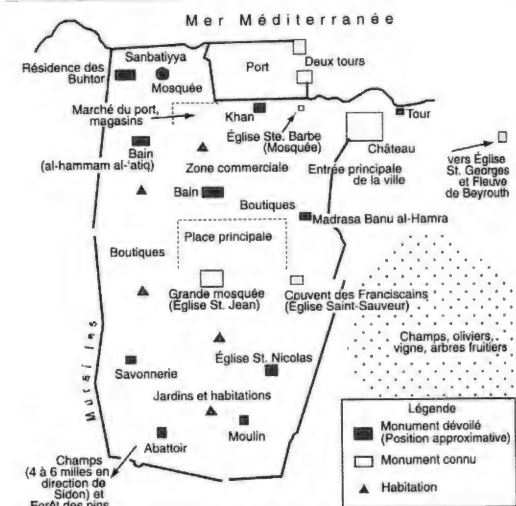 Mer Méditerranée
Sanbatiyya
Résidence des
Buhtor
Mosquée
Port
Deux tours
Marché du port,
magasins
Khan
Église Ste. Barbe
(Mosquée)
Tour
Château
Bain
(al-hammam al-'atiq)
Zone commerciale
Entrée principale
de la ville
vers Église
St. Georges
et Fleuve
de Beyrouth
Bain
Boutiques
Madrasa Banu al-Hamra
Place principale
Boutiques
Grande mosquée
(Église St. Jean)
Couvent des Franciscains
(Église Saint-Sauveur)
Murailles
Champs, oliviers,
vigne, arbres fruitiers
Église St. Nicolas
Savonnerie
Jardins et habitations
Abattoir
Moulin
Champs
(4 à 6 milles en
direction de
Sidon) et
Forêt des pins
Légende
Monument dévoilé
(Position approximative)
Monument connu
Habitation